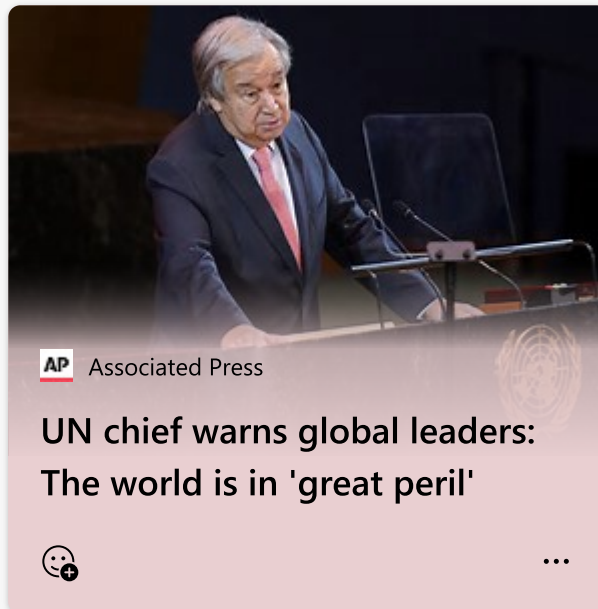 AP
Associated Press
UN chief warns global leaders:
The world is in 'great peril'